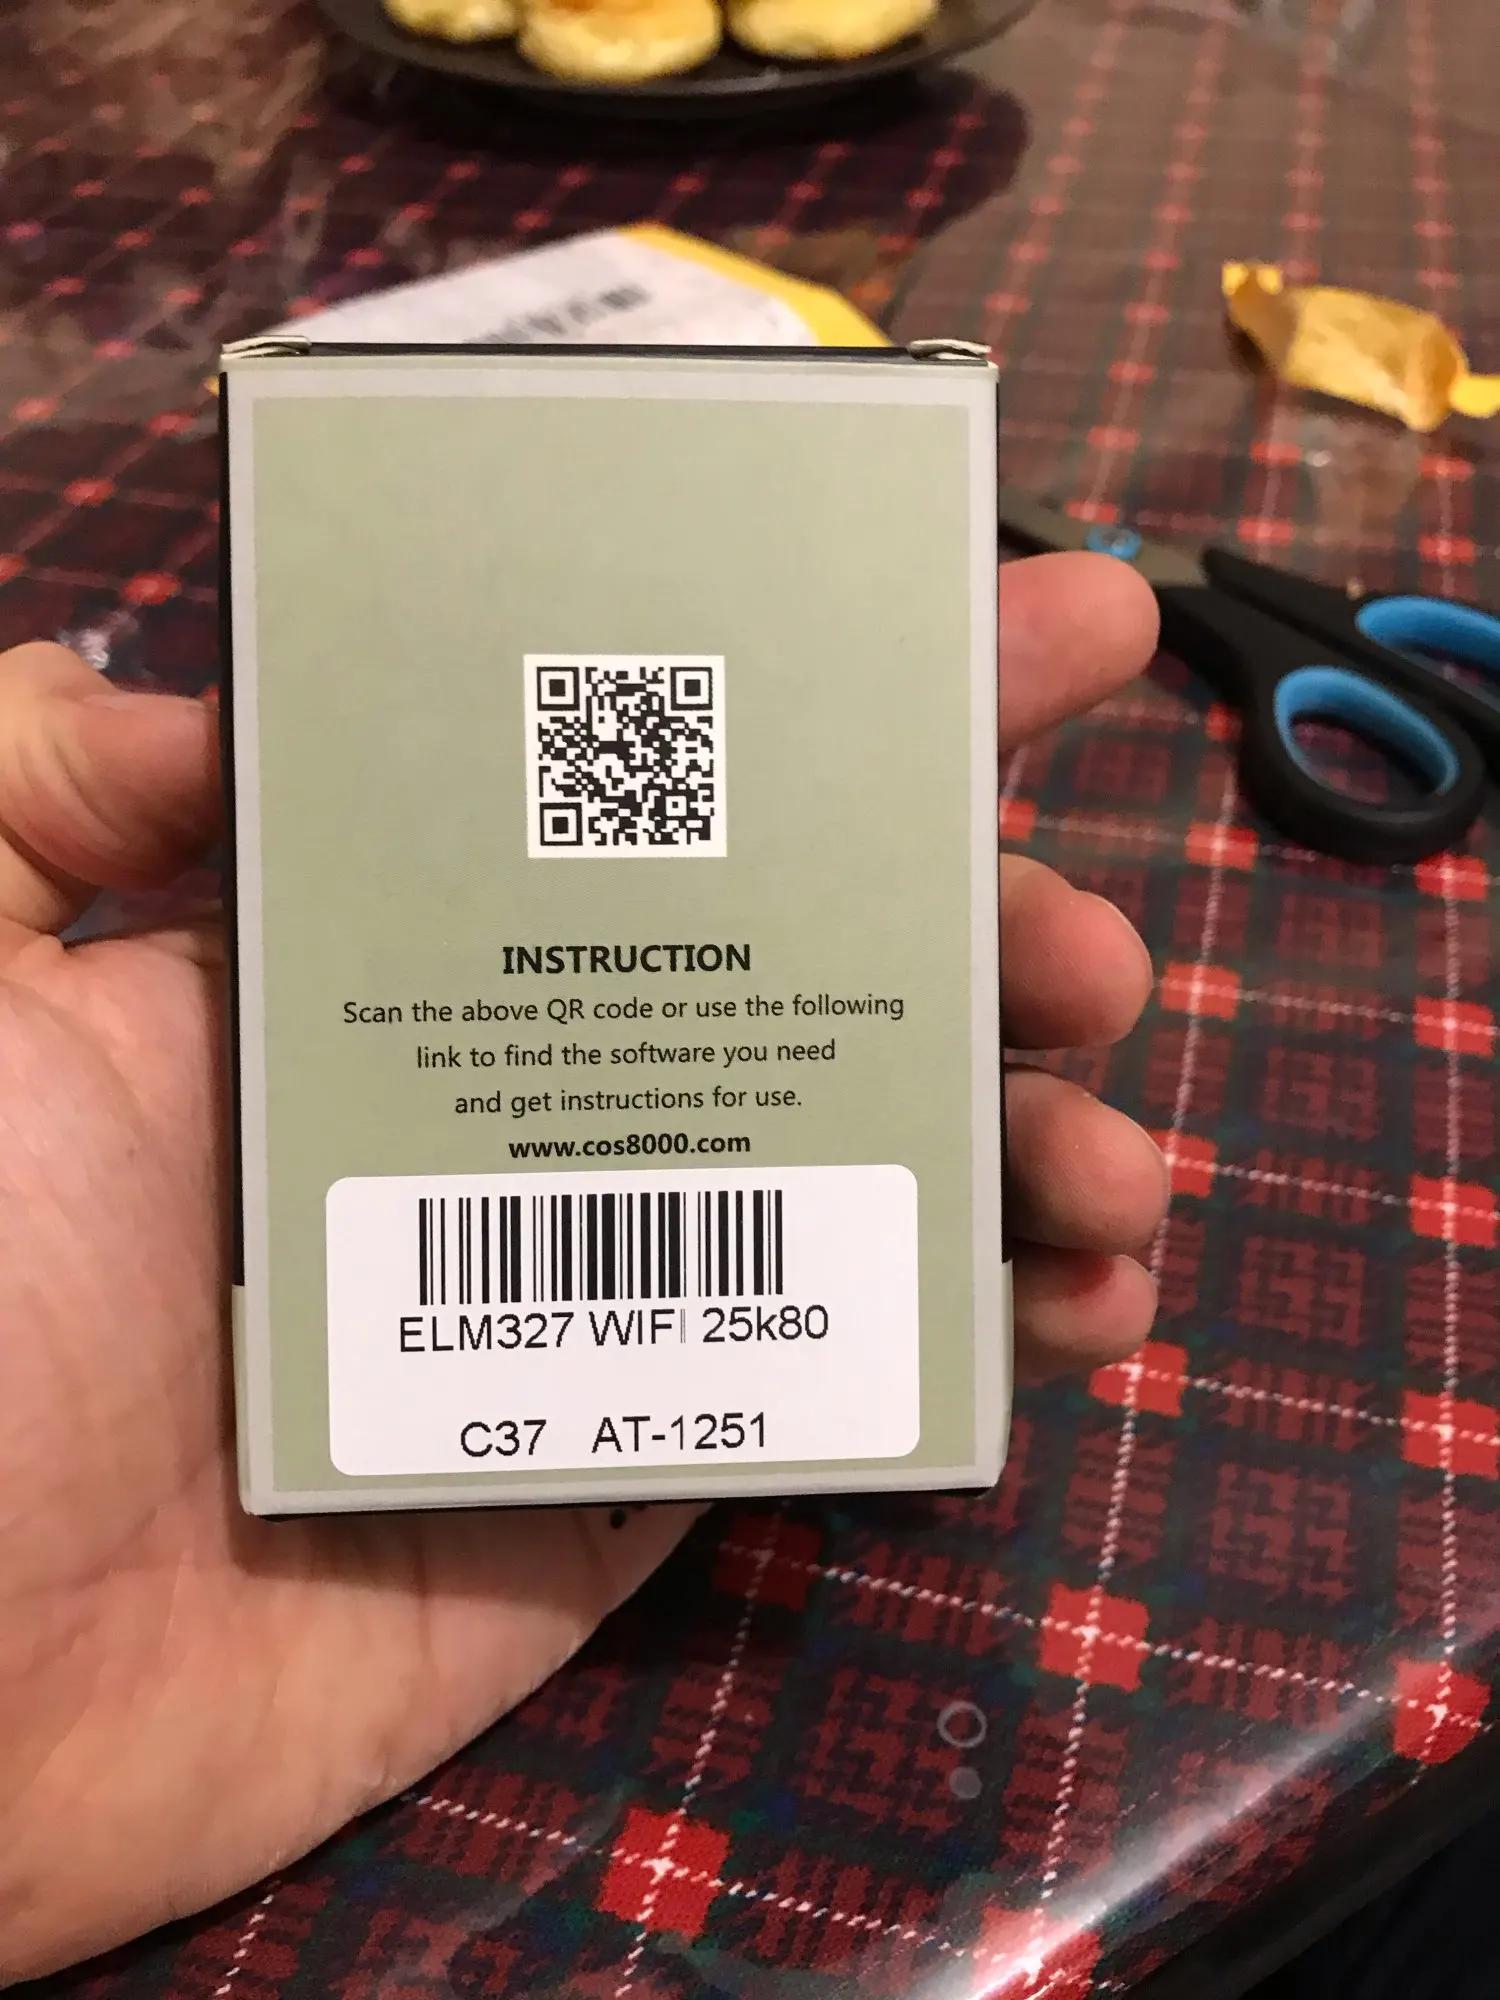 INSTRUCTION
Scan the above QR code or use the following
link to find the software you need
and get instructions for use.
www.cos8000.com
ELM327 WIFI 25k80
C37 AT-1251